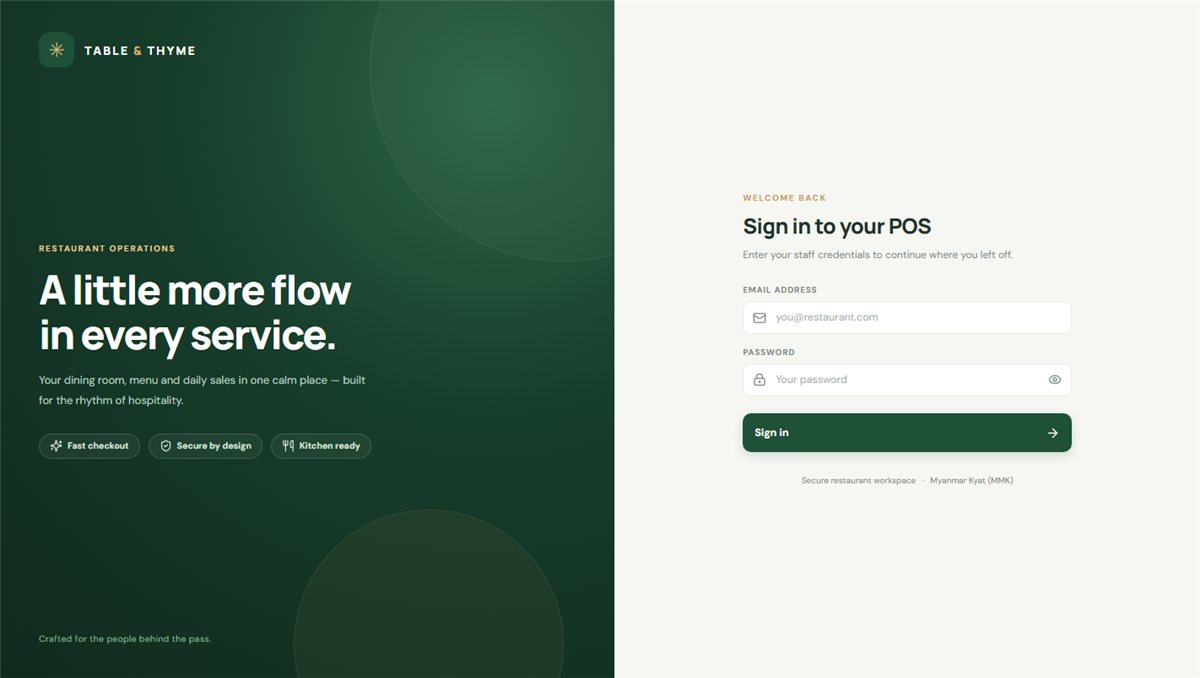 TABLE & THYME
RESTAURANT OPERATIONS
A little more flow
in every service.
Your dining room, menu and daily sales in one calm place — built
for the rhythm of hospitality.
Fast checkout
Secure by design
Kitchen ready
Crafted for the people behind the pass.
WELCOME BACK
Sign in to your POS
Enter your staff credentials to continue where you left off.
EMAIL ADDRESS
you@restaurant.com
PASSWORD
Your password
Sign in
Secure restaurant workspace · Myanmar Kyat (MMK)